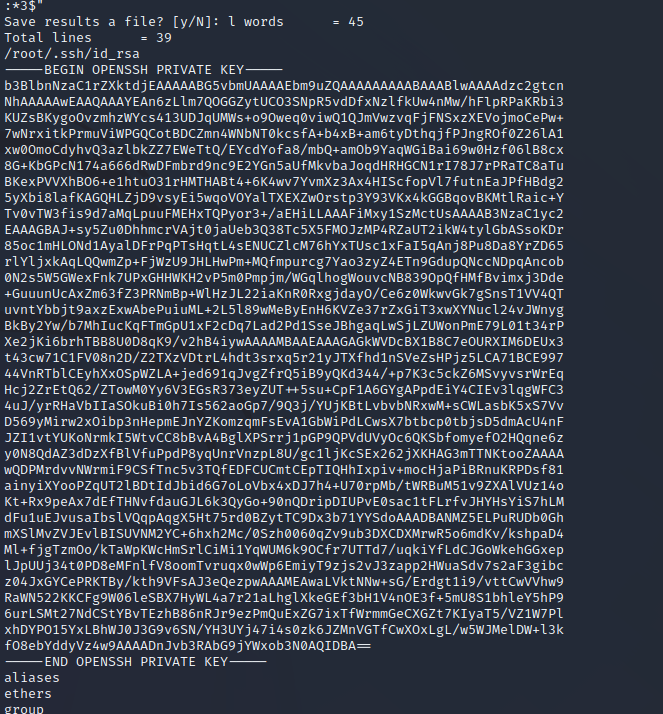 :*3$"
Save results a file? [y/N]: l words      = 45
Total lines      = 39
/root/.ssh/id_rsa
-----BEGIN OPENSSH PRIVATE KEY-----
b3BlbnNzaC1rZXktdjEAAAAABG5vbmUAAAAEbm9uZQAAAAAAAAABAAABlwAAAAdzc2gtcn
NhAAAAAwEAAQAAAYEAn6zLlm7QOGGZytUCO3SNpR5vdDfxNzlfkUw4nMw/hFlpRPaKRbi3
KUZsBKygoOvzmhzWYcs413UDJqUMWs+o9Oweq0viwQ1QJmVwzvqFjFNSxzXEVojmoCePw+
7wNrxitkPrmuViWPGQCotBDCZmn4WNbNT0kcsfA+b4xB+am6tyDthqjfPJngROf0Z26lA1
xw0OmoCdyhvQ3azlbkZZ7EWeTtQ/EYcdYofa8/mbQ+amOb9YaqWGiBai69w0Hzf06lB8cx
8G+KbGPcN174a666dRwDFmbrd9nc9E2YGn5aUfMkvbaJoqdHRHGCN1rI78J7rPRaTC8aTu
BKexPVVXhBO6+e1htuO31rHMTHABt4+6K4wv7YvmXz3Ax4HIScfopVl7futnEaJPfHBdg2
5yXbi8lafKAGQHLZjD9vsyEi5wqoVOYalTXEXZwOrstp3Y93VKx4kGGBqovBKMtlRaic+Y
Tv0vTW3fis9d7aMqLpuuFMEHxTQPyor3+/aEHiLLAAAFiMxy1SzMctUsAAAAB3NzaC1yc2
EAAAGBAJ+sy5Zu0DhhmcrVAjt0jaUeb3Q38Tc5X5FMOJzMP4RZaUT2ikW4tylGbASsoKDr
85oc1mHLONd1AyalDFrPqPTsHqtL4sENUCZlcM76hYxTUsc1xFaI5qAnj8Pu8Da8YrZD65
rlYljxkAqLQQwmZp+FjWzU9JHLHwPm+MQfmpurcg7Yao3zyZ4ETn9GdupQNccNDpqAncob
0N2s5W5GWexFnk7UPxGHHWKH2vP5m0Pmpjm/WGqlhogWouvcNB839OpQfHMfBvimxj3Dde
+GuuunUcAxZm63fZ3PRNmBp+WlHzJL22iaKnR0RxgjdayO/Ce6z0WkwvGk7gSnsT1VV4QT
uvntYbbjt9axzExwAbePuiuML+2L5l89wMeByEnH6KVZe37rZxGiT3xwXYNucl24vJWnyg
BkBy2Yw/b7MhIucKqFTmGpU1xF2cDq7Lad2Pd1SseJBhgaqLwSjLZUWonPmE79L01t34rP
Xe2jKi6brhTBB8U0D8qK9/v2hB4iywAAAAMBAAEAAAGAGkWVDcBX1B8C7eOURXIM6DEUx3
t43cw71C1FV08n2D/Z2TXzVDtrL4hdt3srxq5r21yJTXfhd1nSVeZsHPjz5LCA71BCE997
44VnRTblCEyhXxOSpWZLA+jed691qJvgZfrQ5iB9yQKd344/+p7K3c5ckZ6MSvyvsrWrEq
Hcj2ZrEtQ62/ZTowM0Yy6V3EGsR373eyZUT++5su+CpF1A6GYgAPpdEiY4CIEv3lqgWFC3
4uJ/yrRHaVbIIaSOkuBi0h7Is562aoGp7/9Q3j/YUjKBtLvbvbNRxwM+sCWLasbK5xS7Vv
D569yMirw2xOibp3nHepmEJnYZKomzqmFsEvA1GbWiPdLCwsX7btbcp0tbjsD5dmAcU4nF
JZI1vtYUKoNrmkI5WtvCC8bBvA4BglXPSrrj1pGP9QPVdUVyOc6QKSbfomyefO2HQqne6z
y0N8QdAZ3dDzXfBlVfuPpdP8yqUnrVnzpL8U/gc1ljKcSEx262jXKHAG3mTTNKtooZAAAA
wQDPMrdvvNWrmiF9CSfTnc5v3TQfEDFCUCmtCEpTIQHhIxpiv+mocHjaPiBRnuKRPDsf81
ainyiXYooPZqUT2lBDtIdJbid6G7oLoVbx4xDJ7h4+U70rpMb/tWRBuM51v9ZXAlVUz14o
Kt+Rx9peAx7dEfTHNvfdauGJL6k3QyGo+90nQDripDIUPvE0sac1tFLrfvJHYHsYiS7hLM
dFu1uEJvusaIbslVQqpAqgX5Ht75rd0BZytTC9Dx3b71YYSdoAAADBANMZ5ELPuRUDb0Gh
mXSlMvZVJEvlBISUVNM2YC+6hxh2Mc/0Szh0060qZv9ub3DXCDXMrwR5o6mdKv/kshpaD4
Ml+fjgTzmOo/kTaWpKWcHmSrlCiMi1YqWUM6k9OCfr7UTTd7/uqkiYfLdCJGoWkehGGxep
lJpUUj34t0PD8eMFnlfV8oomTvruqx0wWp6EmiyT9zjs2vJ3zapp2HWuaSdv7s2aF3gibc
z04JxGYCePRKTBy/kth9VFsAJ3eQezpwAAAMEAwaLVktNNw+sG/Erdgt1i9/vttCwVVhw9
RaWN522KKCFg9W06leSBX7HyWL4a7r21aLhglXkeGEf3bH1V4nOE3f+5mU8S1bhleY5hP9
6urLSMt27NdCStYBvTEzhB86nRJr9ezPmQuExZG7ixTfWrmmGeCXGZt7KIyaT5/VZ1W7Pl
xhDYPO15YxLBhWJ0J3G9v6SN/YH3UYj47i4s0zk6JZMnVGTfCwXOxLgL/w5WJMelDW+l3k
fO8ebYddyVz4w9AAAADnJvb3RAbG9jYWxob3N0AQIDBA==
-----END OPENSSH PRIVATE KEY-----
aliases
ethers
group